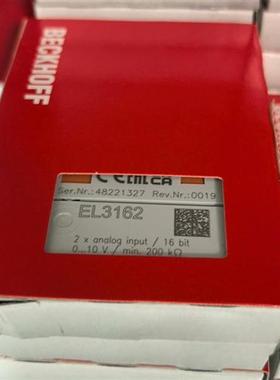 BECKHOFF
Ser.Nr.:48221327 Rev.Nr.:0019
EL3162
2 x analog input / 16 bit
0...10 V / min. 200 kΩ